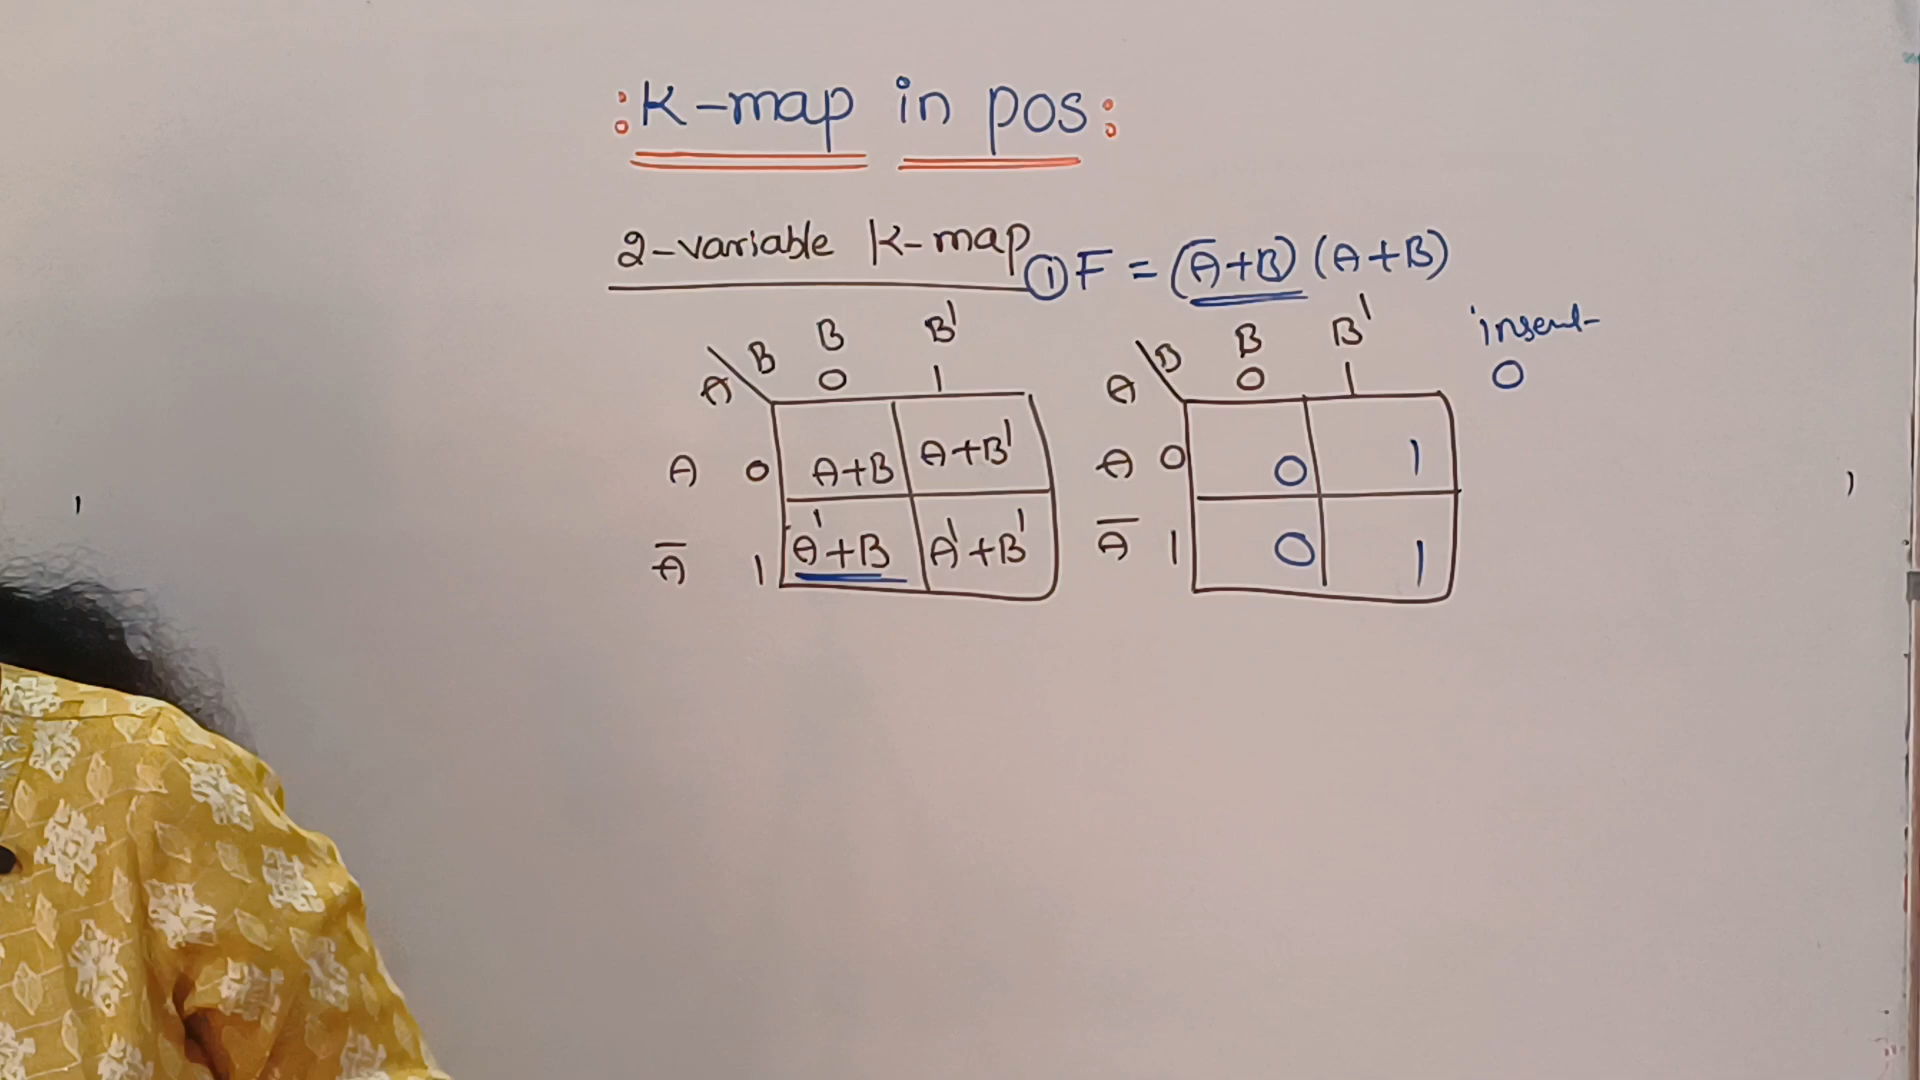 :K-map in pos:
2-variable K-map
① F = (A̅+B) (A+B)
insert
0
A \ B B 0 B' 1
A 0 A+B A+B'
A̅ 1 A'+B A'+B'
A \ B B 0 B' 1
A 0 0 1
A̅ 1 0 1